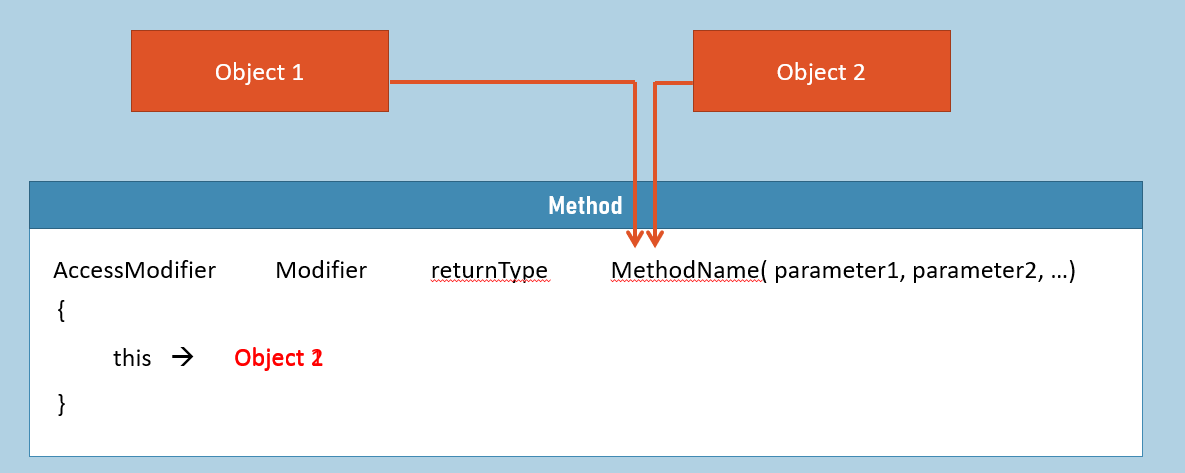 Object 1
Object 2
Method
AccessModifier Modifier returnType MethodName( parameter1, parameter2, ...)
{
this → Object
}